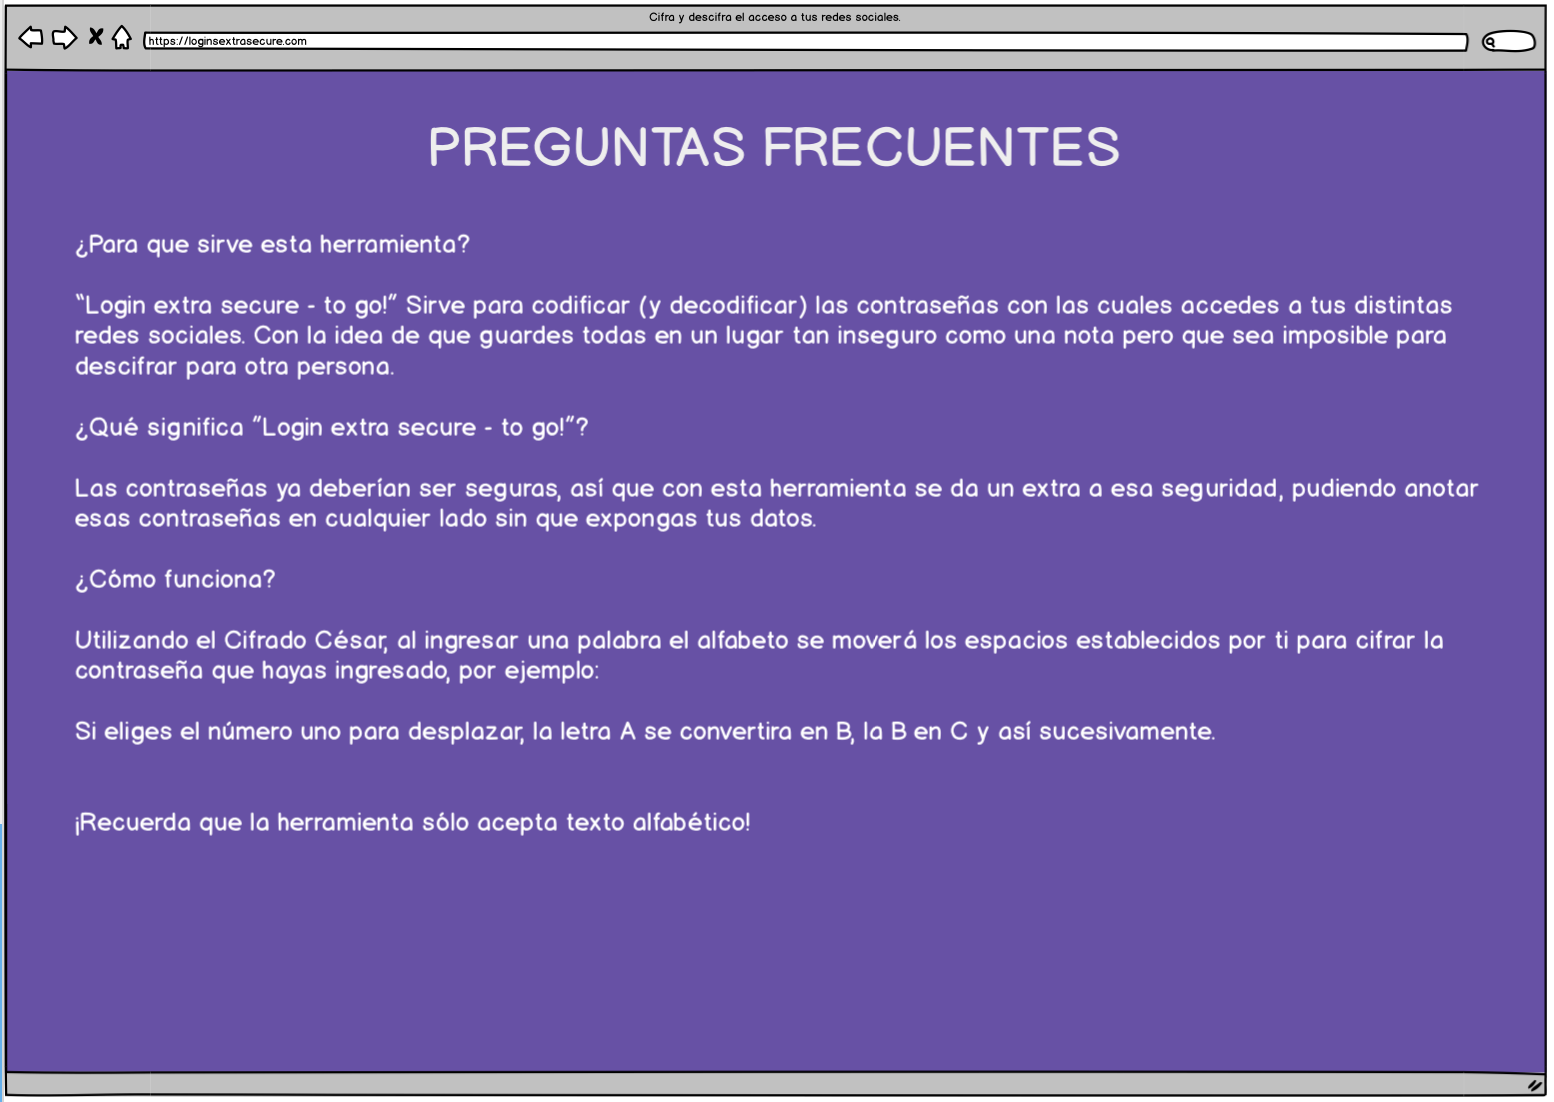 Cifra y descifra el acceso a tus redes sociales.
https://loginsextrasecure.com
PREGUNTAS FRECUENTES
¿Para que sirve esta herramienta?
“Login extra secure - to go!” Sirve para codificar (y decodificar) las contraseñas con las cuales accedes a tus distintas
redes sociales. Con la idea de que guardes todas en un lugar tan inseguro como una nota pero que sea imposible para
descifrar para otra persona.
¿Qué significa “Login extra secure - to go!”?
Las contraseñas ya deberían ser seguras, así que con esta herramienta se da un extra a esa seguridad, pudiendo anotar
esas contraseñas en cualquier lado sin que expongas tus datos.
¿Cómo funciona?
Utilizando el Cifrado César, al ingresar una palabra el alfabeto se moverá los espacios establecidos por ti para cifrar la
contraseña que hayas ingresado, por ejemplo:
Si eliges el número uno para desplazar, la letra A se convertira en B, la B en C y así sucesivamente.
¡Recuerda que la herramienta sólo acepta texto alfabético!